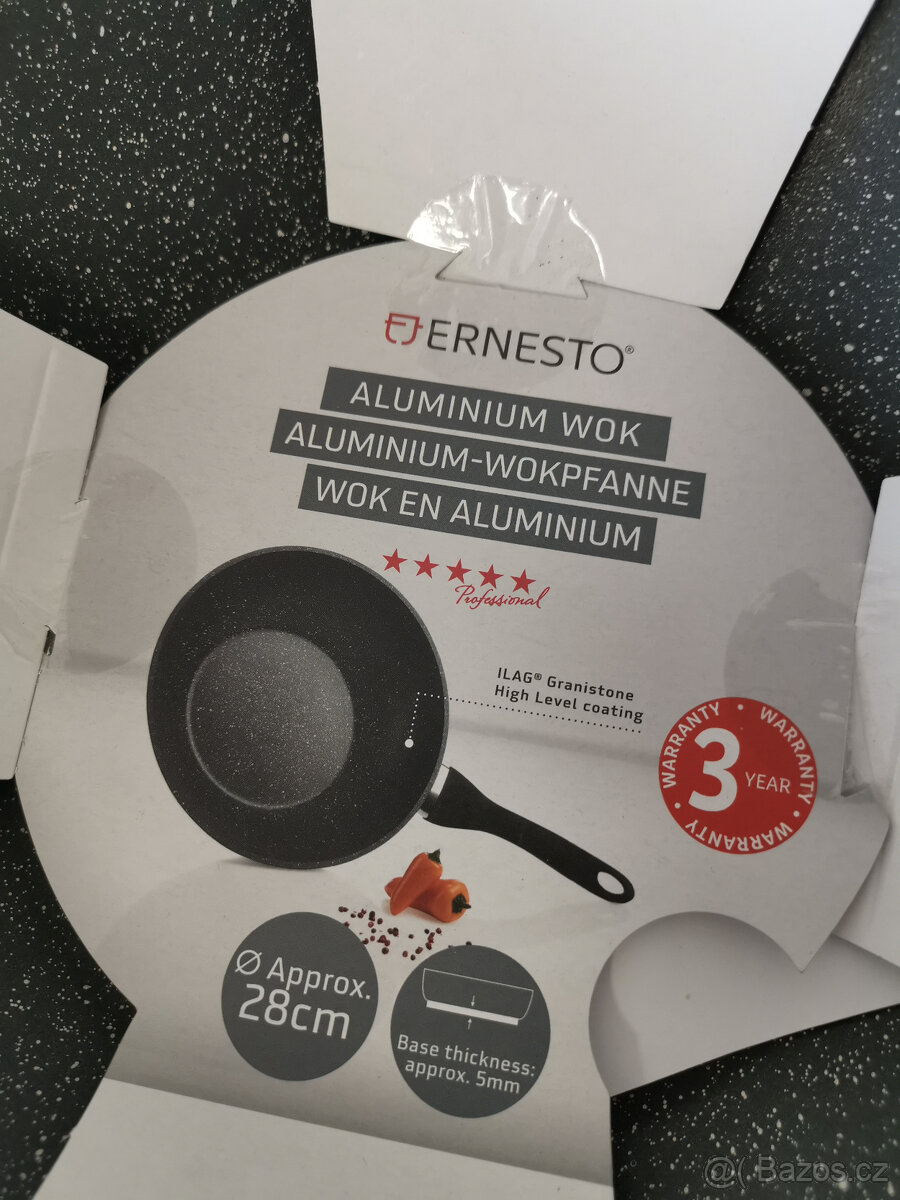 ERNESTO®
ALUMINIUM WOK
ALUMINIUM-WOKPFANNE
WOK EN ALUMINIUM
Professional
ILAG® Granistone
High Level coating
WARRANTY · WARRANTY · WARRANTY ·
3 YEAR
Ø Approx.
28cm
Base thickness:
approx. 5mm
@( Bazos.cz